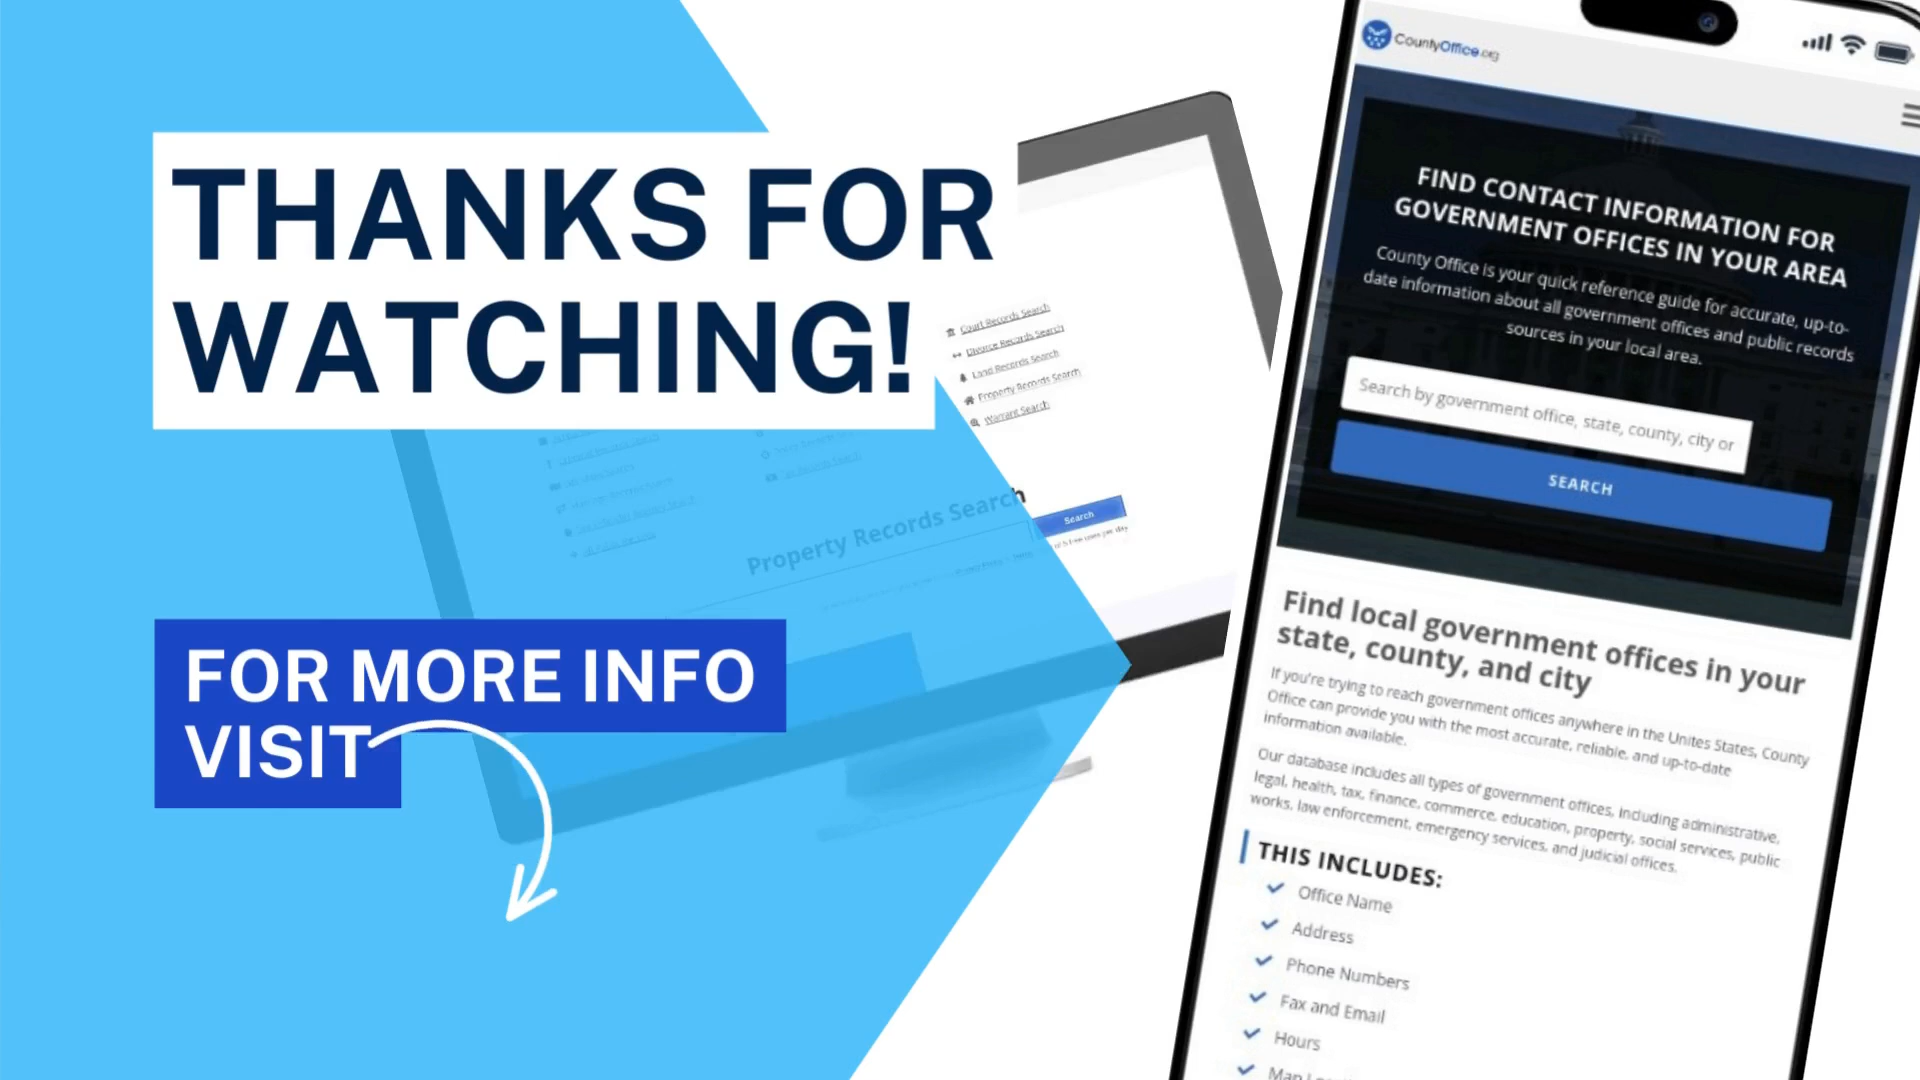 THANKS FOR
WATCHING!
FOR MORE INFO
VISIT
Court Records Search
Divorce Records Search
Land Records Search
Property Records Search
Warrant Search
Property Records Search
Search
CountyOffice.org
FIND CONTACT INFORMATION FOR
GOVERNMENT OFFICES IN YOUR AREA
County Office is your quick reference guide for accurate, up-to-
date information about all government offices and public records
sources in your local area.
Search by government office, state, county, city or
SEARCH
Find local government offices in your
state, county, and city
If you're trying to reach government offices anywhere in the Unites States, County
Office can provide you with the most accurate, reliable, and up-to-date
information available.
Our database includes all types of government offices, including administrative,
legal, health, tax, finance, commerce, education, property, social services, public
works, law enforcement, emergency services, and judicial offices.
THIS INCLUDES:
Office Name
Address
Phone Numbers
Fax and Email
Hours